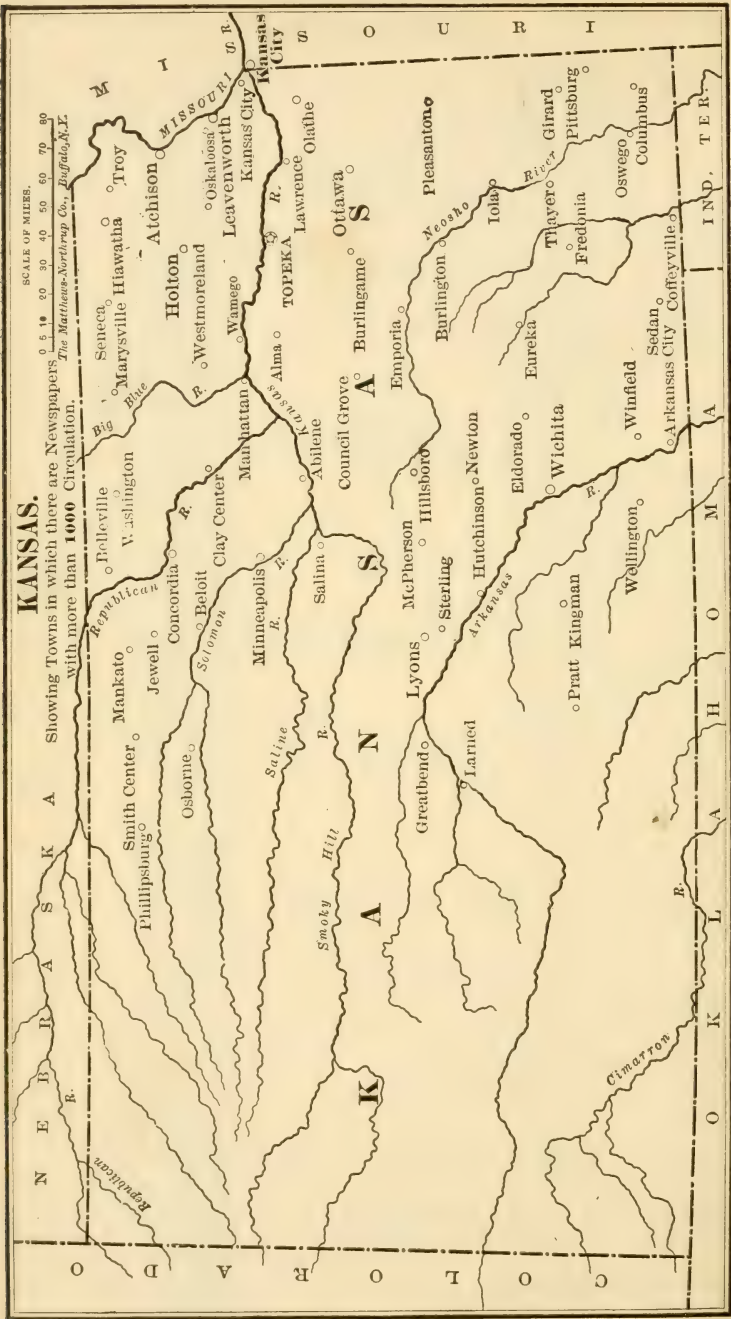 KANSAS.
Showing Towns in which there are Newspapers
with more than 1000 Circulation.
SCALE OF MILES.
0 5 10 20 30 40 50 60 70 80
The Matthews-Northrup Co., Buffalo, N.Y.
NEBRASKA
COLORADO
KANSAS
MISSOURI
OKLAHOMA
IND. TER.
Republican
R.
Republican
R.
Big Blue
R.
MISSOURI
R.
Belleville
Washington
Marysville
Seneca
Hiawatha
Troy
Atchison
Mankato
Smith Center
Phillipsburg
Jewell
Concordia
Beloit
Clay Center
Osborne
Solomon
R.
Minneapolis
Holton
Westmoreland
Oskaloosa
Leavenworth
Kansas City
Kansas
City
Manhattan
Wamego
Kansas
R.
TOPEKA
Lawrence
Olathe
Alma
Abilene
Salina
Saline
R.
Smoky Hill
R.
Council Grove
Burlingame
Ottawa
Emporia
Neosho
River
Pleasanton
Burlington
Iola
McPherson
Hillsboro
Lyons
Sterling
Hutchinson
Newton
Greatbend
Larned
Arkansas
R.
Eldorado
Eureka
Wichita
Thayer
Fredonia
Girard
Pittsburg
Pratt
Kingman
Wellington
Winfield
Sedan
Arkansas City
Coffeyville
Oswego
Columbus
Cimarron
R.